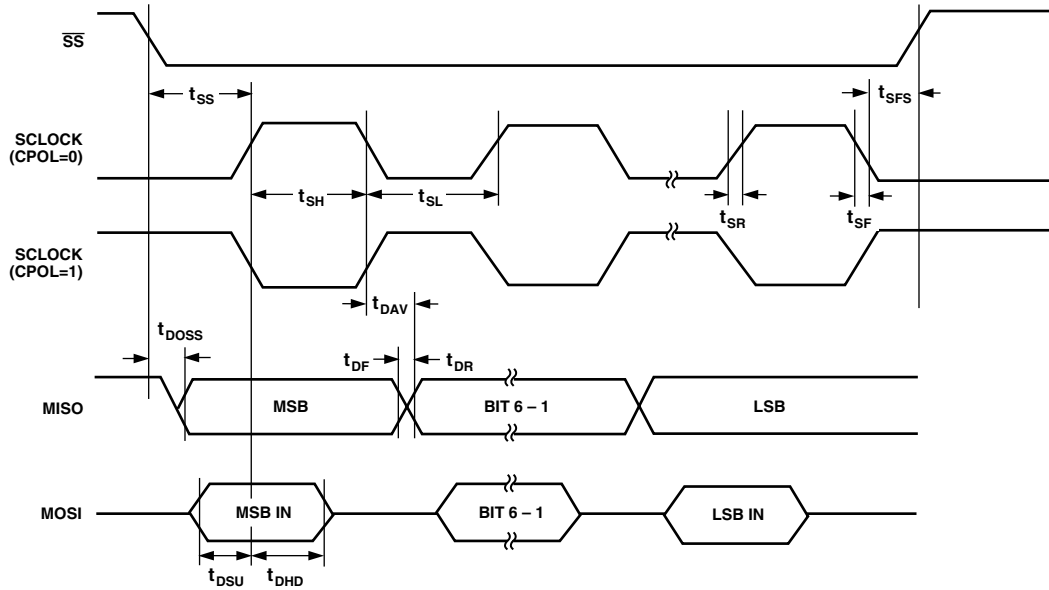 SS
tSS
tSFS
SCLOCK
(CPOL=0)
tSH
tSL
tSR
tSF
SCLOCK
(CPOL=1)
tDAV
tDOSS
tDF
tDR
MISO
MSB
BIT 6 – 1
LSB
MOSI
MSB IN
BIT 6 – 1
LSB IN
tDSU
tDHD